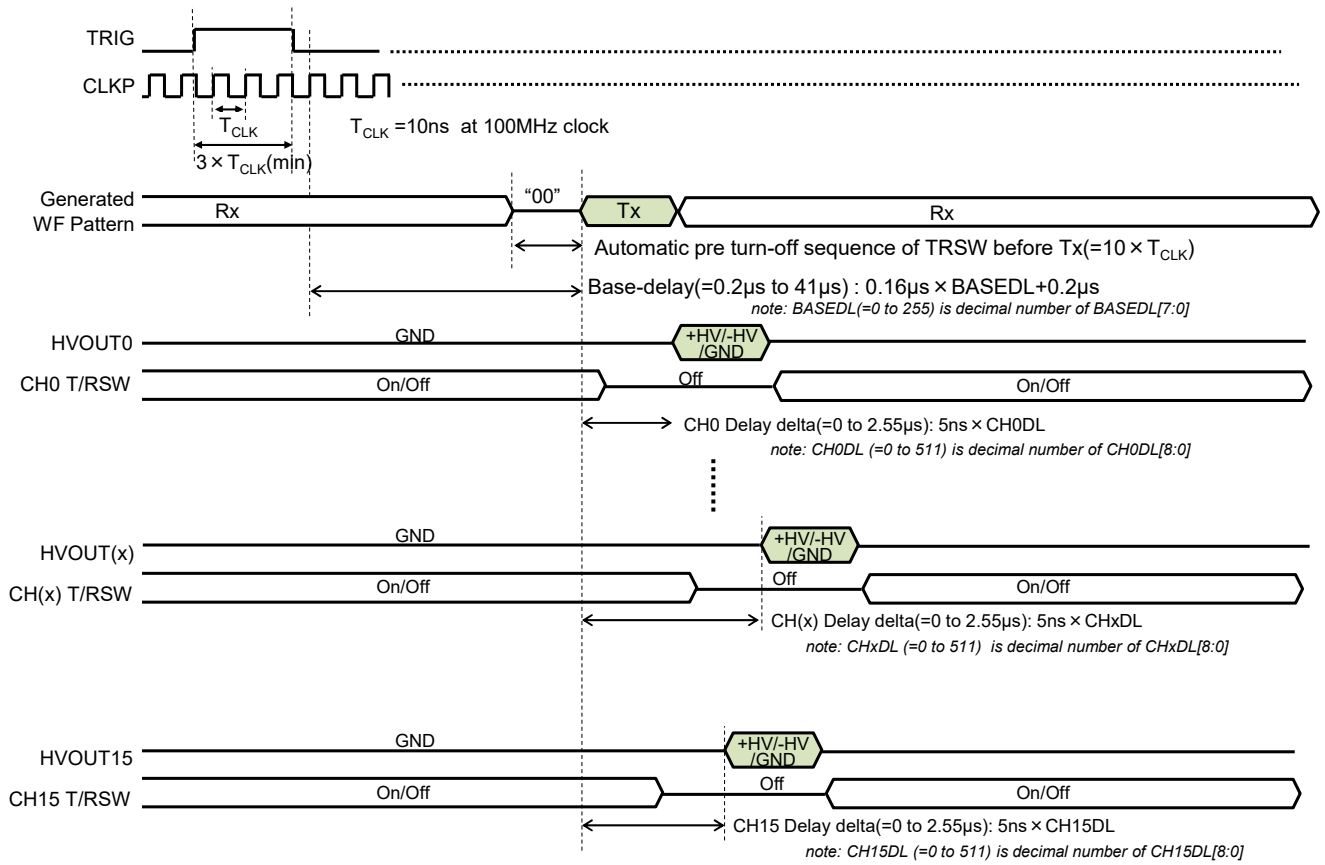 TRIG
CLKP
T_CLK
T_CLK =10ns at 100MHz clock
3 × T_CLK(min)
Generated
WF Pattern
Rx
“00”
Tx
Rx
Automatic pre turn-off sequence of TRSW before Tx(=10 × T_CLK)
Base-delay(=0.2µs to 41µs) : 0.16µs × BASEDL+0.2µs
note: BASEDL(=0 to 255) is decimal number of BASEDL[7:0]
HVOUT0
GND
+HV/-HV
/GND
CH0 T/RSW
On/Off
Off
On/Off
CH0 Delay delta(=0 to 2.55µs): 5ns × CH0DL
note: CH0DL (=0 to 511) is decimal number of CH0DL[8:0]
HVOUT(x)
GND
+HV/-HV
/GND
CH(x) T/RSW
On/Off
Off
On/Off
CH(x) Delay delta(=0 to 2.55µs): 5ns × CHxDL
note: CHxDL (=0 to 511) is decimal number of CHxDL[8:0]
HVOUT15
GND
+HV/-HV
/GND
CH15 T/RSW
On/Off
Off
On/Off
CH15 Delay delta(=0 to 2.55µs): 5ns × CH15DL
note: CH15DL (=0 to 511) is decimal number of CH15DL[8:0]